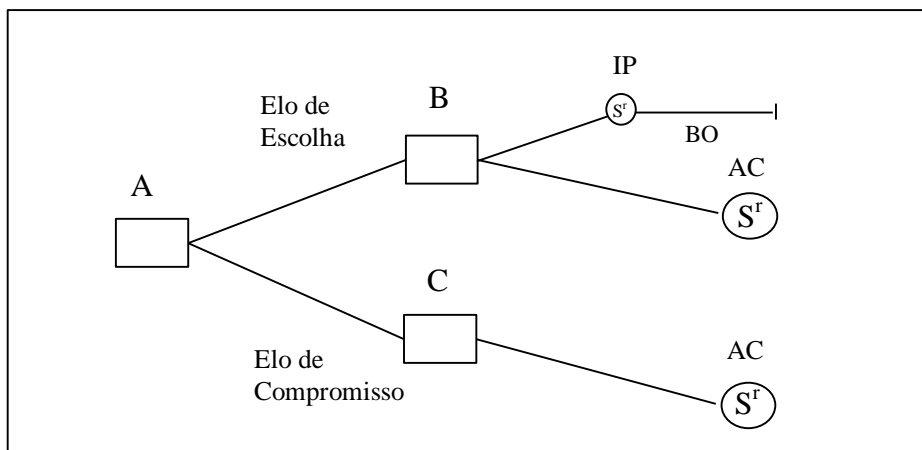 IP
Elo de
Escolha
B
S^r
BO
AC
A
S^r
C
Elo de
Compromisso
AC
S^r